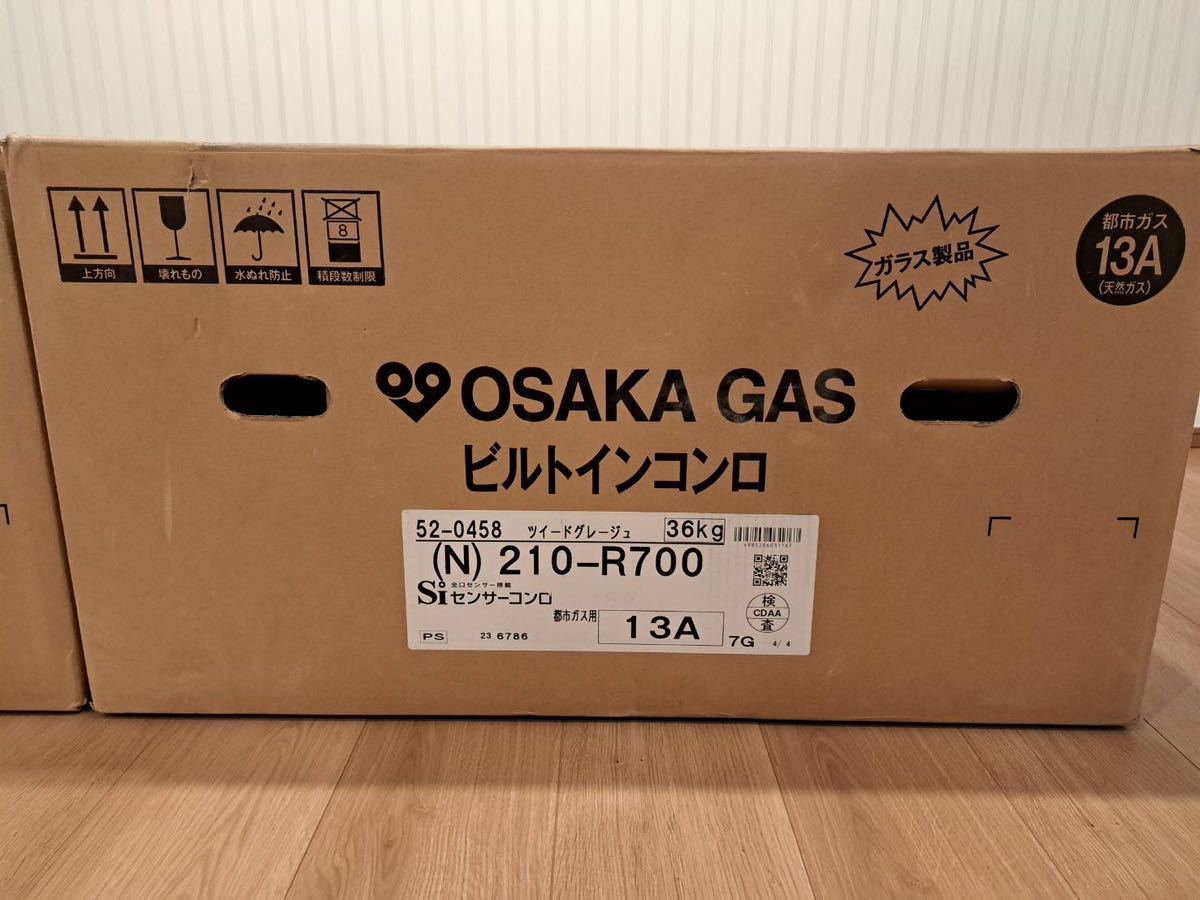 上方向
壊れもの
水ぬれ防止
8
積段数制限
ガラス製品
都市ガス
13A
(天然ガス)
OSAKA GAS
ビルトインコンロ
52-0458 ツイードグレージュ 36kg
(N) 210-R700
全口センサー搭載
Siセンサーコンロ
都市ガス用 13A
PS 23 6786
7G 4/4
検
CDAA
査